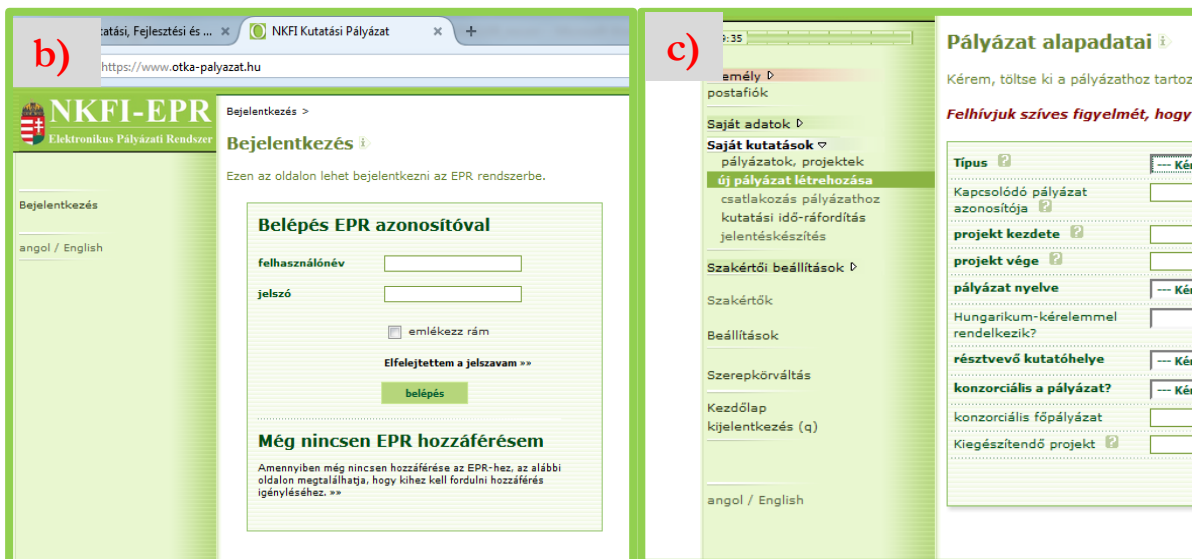 b)
tatási, Fejlesztési és ... ×
NKFI Kutatási Pályázat ×
+
https://www.otka-palyazat.hu
NKFI-EPR
Elektronikus Pályázati Rendszer
Bejelentkezés
angol / English
Bejelentkezés >
Bejelentkezés
Ezen az oldalon lehet bejelentkezni az EPR rendszerbe.
Belépés EPR azonosítóval
felhasználónév
jelszó
emlékezz rám
Elfelejtettem a jelszavam »»
belépés
Még nincsen EPR hozzáférésem
Amennyiben még nincsen hozzáférése az EPR-hez, az alábbi
oldalon megtalálhatja, hogy kihez kell fordulni hozzáférés
igényléséhez. »»
c)
9:35
emély
postafiók
Saját adatok
Saját kutatások
pályázatok, projektek
új pályázat létrehozása
csatlakozás pályázathoz
kutatási idő-ráfordítás
jelentéskészítés
Szakértői beállítások
Szakértők
Beállítások
Szerepkörváltás
Kezdőlap
kijelentkezés (q)
angol / English
Pályázat alapadatai
Kérem, töltse ki a pályázathoz tartoz
Felhívjuk szíves figyelmét, hogy
Típus ? --- Kér
Kapcsolódó pályázat
azonosítója ?
projekt kezdete ?
projekt vége ?
pályázat nyelve --- Kér
Hungarikum-kérelemmel
rendelkezik?
résztvevő kutatóhelye --- Kér
konzorciális a pályázat? --- Kér
konzorciális főpályázat
Kiegészítendő projekt ?